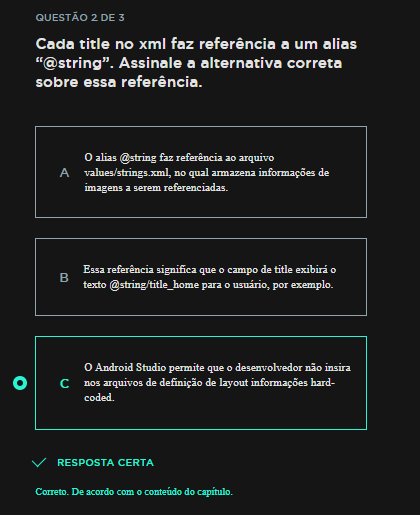 QUESTÃO 2 DE 3
Cada title no xml faz referência a um alias
“@string”. Assinale a alternativa correta
sobre essa referência.
A
O alias @string faz referência ao arquivo
values/strings.xml, no qual armazena informações de
imagens a serem referenciadas.
B
Essa referência significa que o campo de title exibirá o
texto @string/title_home para o usuário, por exemplo.
C
O Android Studio permite que o desenvolvedor não insira
nos arquivos de definição de layout informações hard-
coded.
RESPOSTA CERTA
Correto. De acordo com o conteúdo do capítulo.